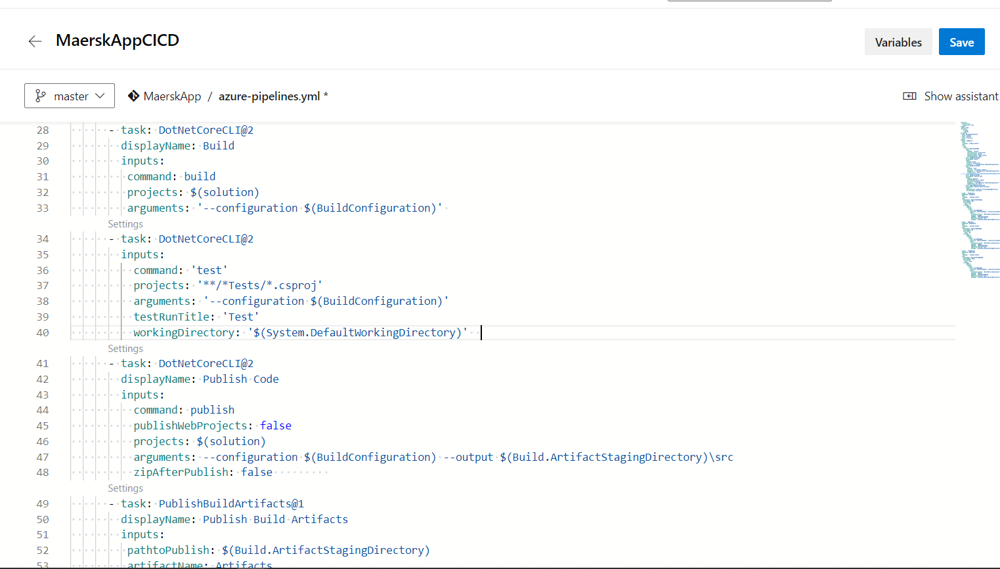 MaerskAppCICD
Variables
Save
master
MaerskApp / azure-pipelines.yml *
Show assistant
28 - task: DotNetCoreCLI@2
29 displayName: Build
30 inputs:
31 command: build
32 projects: $(solution)
33 arguments: '--configuration $(BuildConfiguration)'
Settings
34 - task: DotNetCoreCLI@2
35 inputs:
36 command: 'test'
37 projects: '**/*Tests/*.csproj'
38 arguments: '--configuration $(BuildConfiguration)'
39 testRunTitle: 'Test'
40 workingDirectory: '$(System.DefaultWorkingDirectory)'
Settings
41 - task: DotNetCoreCLI@2
42 displayName: Publish Code
43 inputs:
44 command: publish
45 publishWebProjects: false
46 projects: $(solution)
47 arguments: --configuration $(BuildConfiguration) --output $(Build.ArtifactStagingDirectory)\src
48 zipAfterPublish: false
Settings
49 - task: PublishBuildArtifacts@1
50 displayName: Publish Build Artifacts
51 inputs:
52 pathtoPublish: $(Build.ArtifactStagingDirectory)
53 artifactName: Artifacts